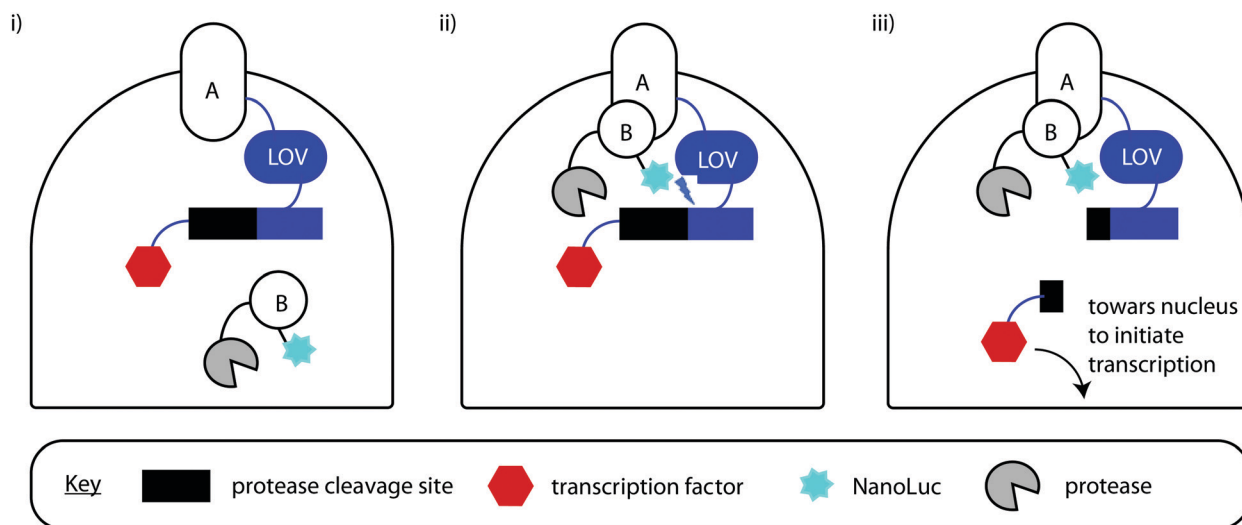 i)
A
LOV
B
ii)
A
B
LOV
iii)
A
B
LOV
towars nucleus
to initiate
transcription
Key
protease cleavage site
transcription factor
NanoLuc
protease